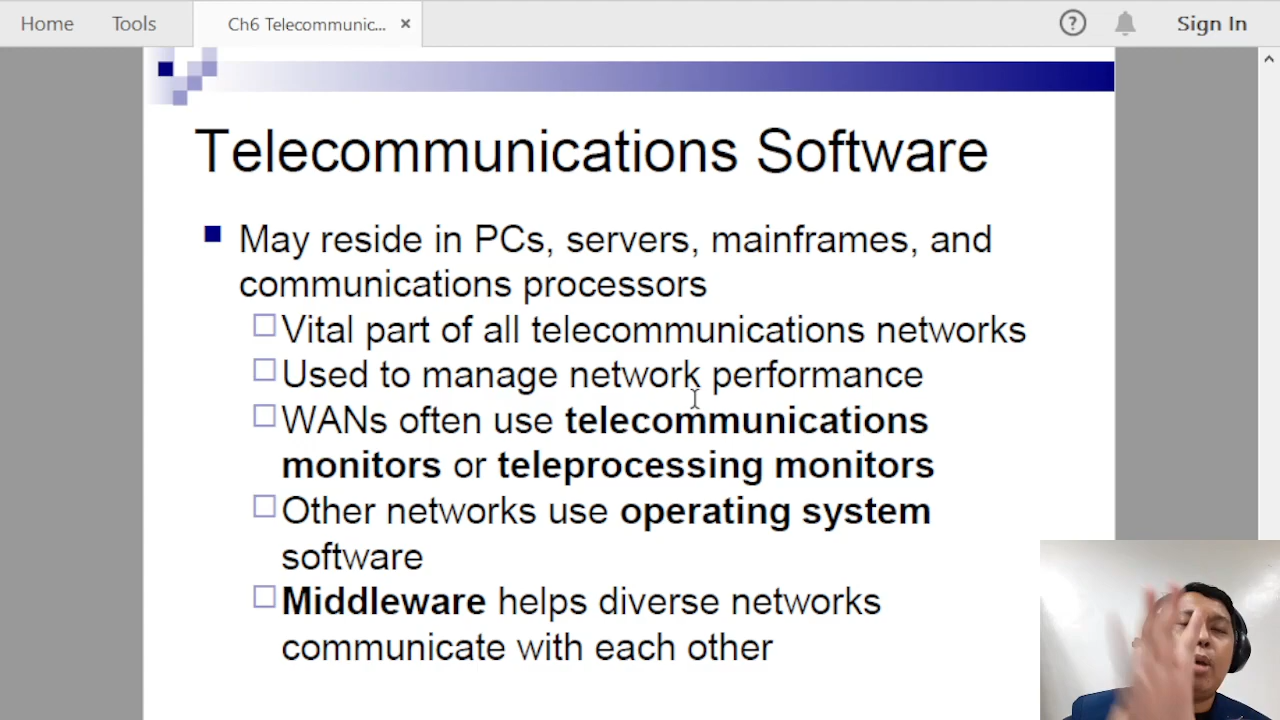 Home Tools Ch6 Telecommunic... × Sign In
Telecommunications Software
May reside in PCs, servers, mainframes, and
communications processors
Vital part of all telecommunications networks
Used to manage network performance
WANs often use telecommunications
monitors or teleprocessing monitors
Other networks use operating system
software
Middleware helps diverse networks
communicate with each other